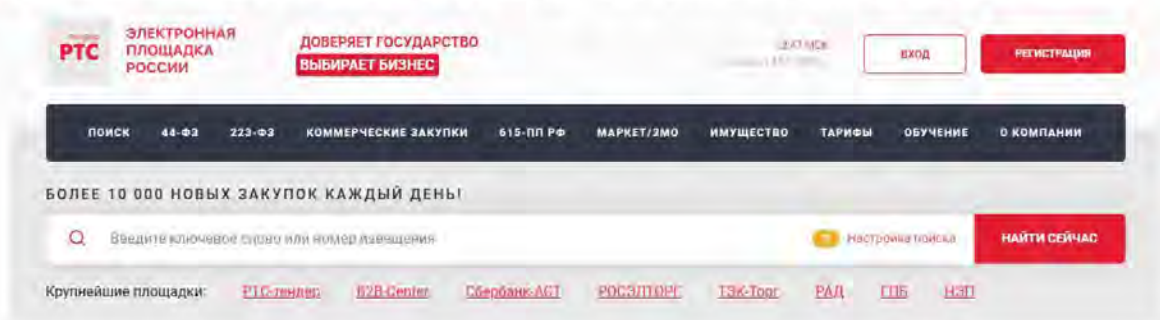 РТС
ЭЛЕКТРОННАЯ
ПЛОЩАДКА
РОССИИ
ДОВЕРЯЕТ ГОСУДАРСТВО
ВЫБИРАЕТ БИЗНЕС
ВХОД
РЕГИСТРАЦИЯ
ПОИСК 44-ФЗ 223-ФЗ КОММЕРЧЕСКИЕ ЗАКУПКИ 615-ПП РФ МАРКЕТ/ЗМО ИМУЩЕСТВО ТАРИФЫ ОБУЧЕНИЕ О КОМПАНИИ
БОЛЕЕ 10 000 НОВЫХ ЗАКУПОК КАЖДЫЙ ДЕНЬ!
Введите ключевое слово или номер извещения Настройка поиска НАЙТИ СЕЙЧАС
Крупнейшие площадки: РТС-тендер B2B-Center Сбербанк-АСТ РОСЭЛТОРГ ТЭК-Торг РАД ГПБ НЭП